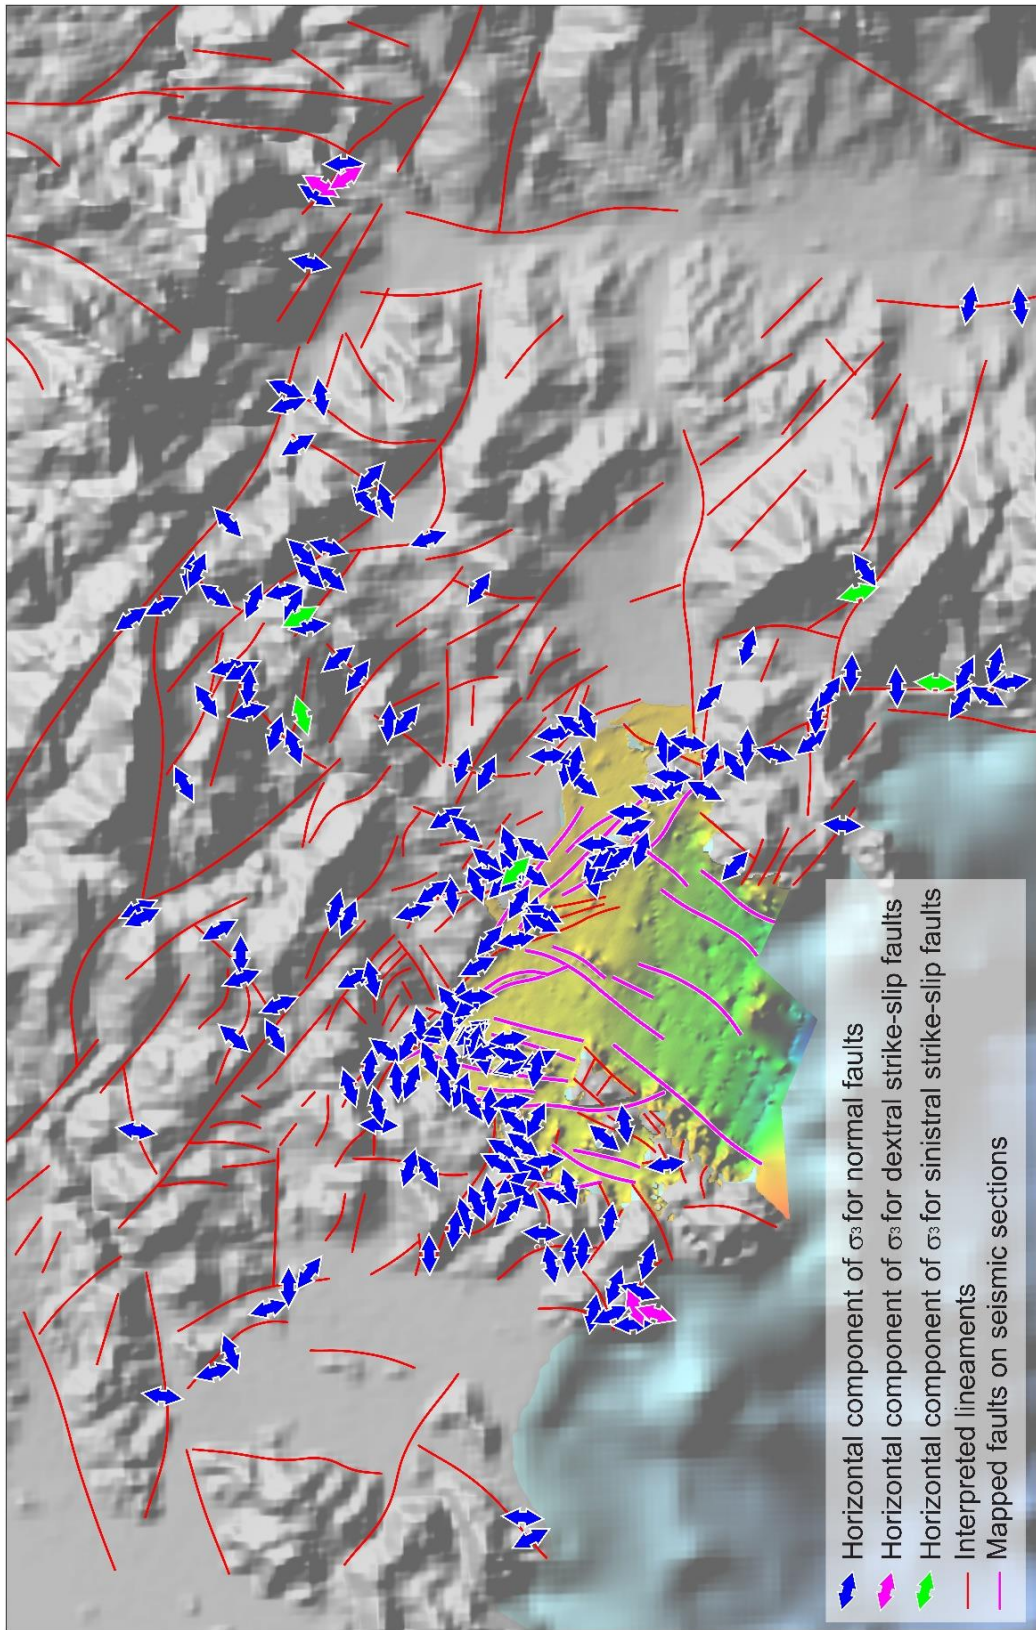 Horizontal component of σ3 for normal faults
Horizontal component of σ3 for dextral strike-slip faults
Horizontal component of σ3 for sinistral strike-slip faults
Interpreted lineaments
Mapped faults on seismic sections